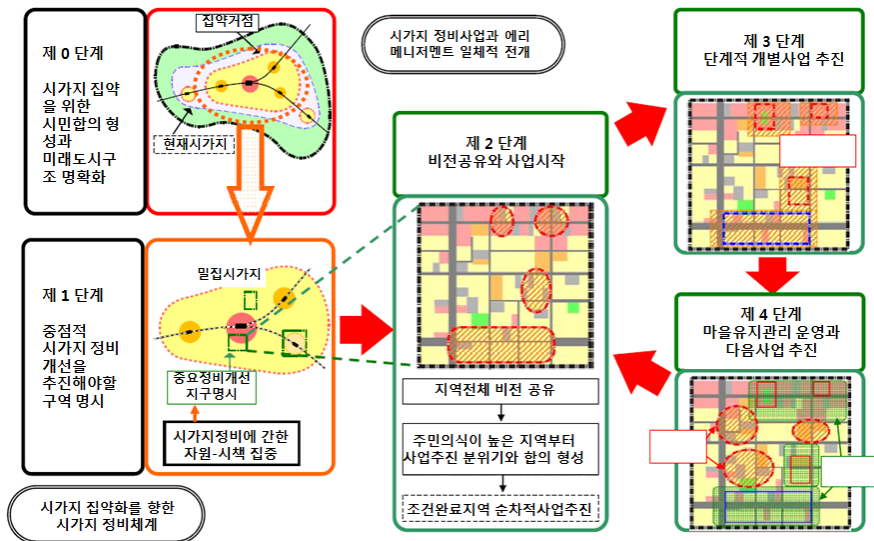 제 0 단계
시가지 집약
을 위한
시민합의 형
성과
미래도시구
조 명확화
집약거점
현재시가지
시가지 정비사업과 에리
메니저멘트 일체적 전개
제 1 단계
중점적
시가지 정비
개선을
추진해야할
구역 명시
밀집시가지
중요정비개선
지구명시
시가지정비에 간한
자원-시책 집중
시가지 집약화를 향한
시가지 정비체계
제 2 단계
비전공유와 사업시작
지역전체 비전 공유
주민의식이 높은 지역부터
사업추진 분위기와 합의 형성
조건완료지역 순차적사업추진
제 3 단계
단계적 개별사업 추진
제 4 단계
마을유지관리 운영과
다음사업 추진